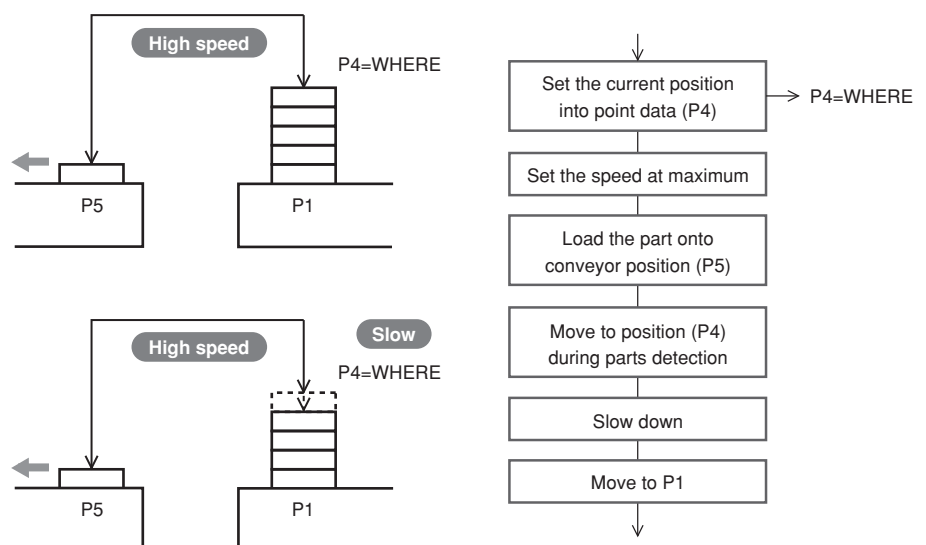 High speed
P4=WHERE
P5
P1
High speed
Slow
P4=WHERE
P5
P1
Set the current position
into point data (P4)
P4=WHERE
Set the speed at maximum
Load the part onto
conveyor position (P5)
Move to position (P4)
during parts detection
Slow down
Move to P1